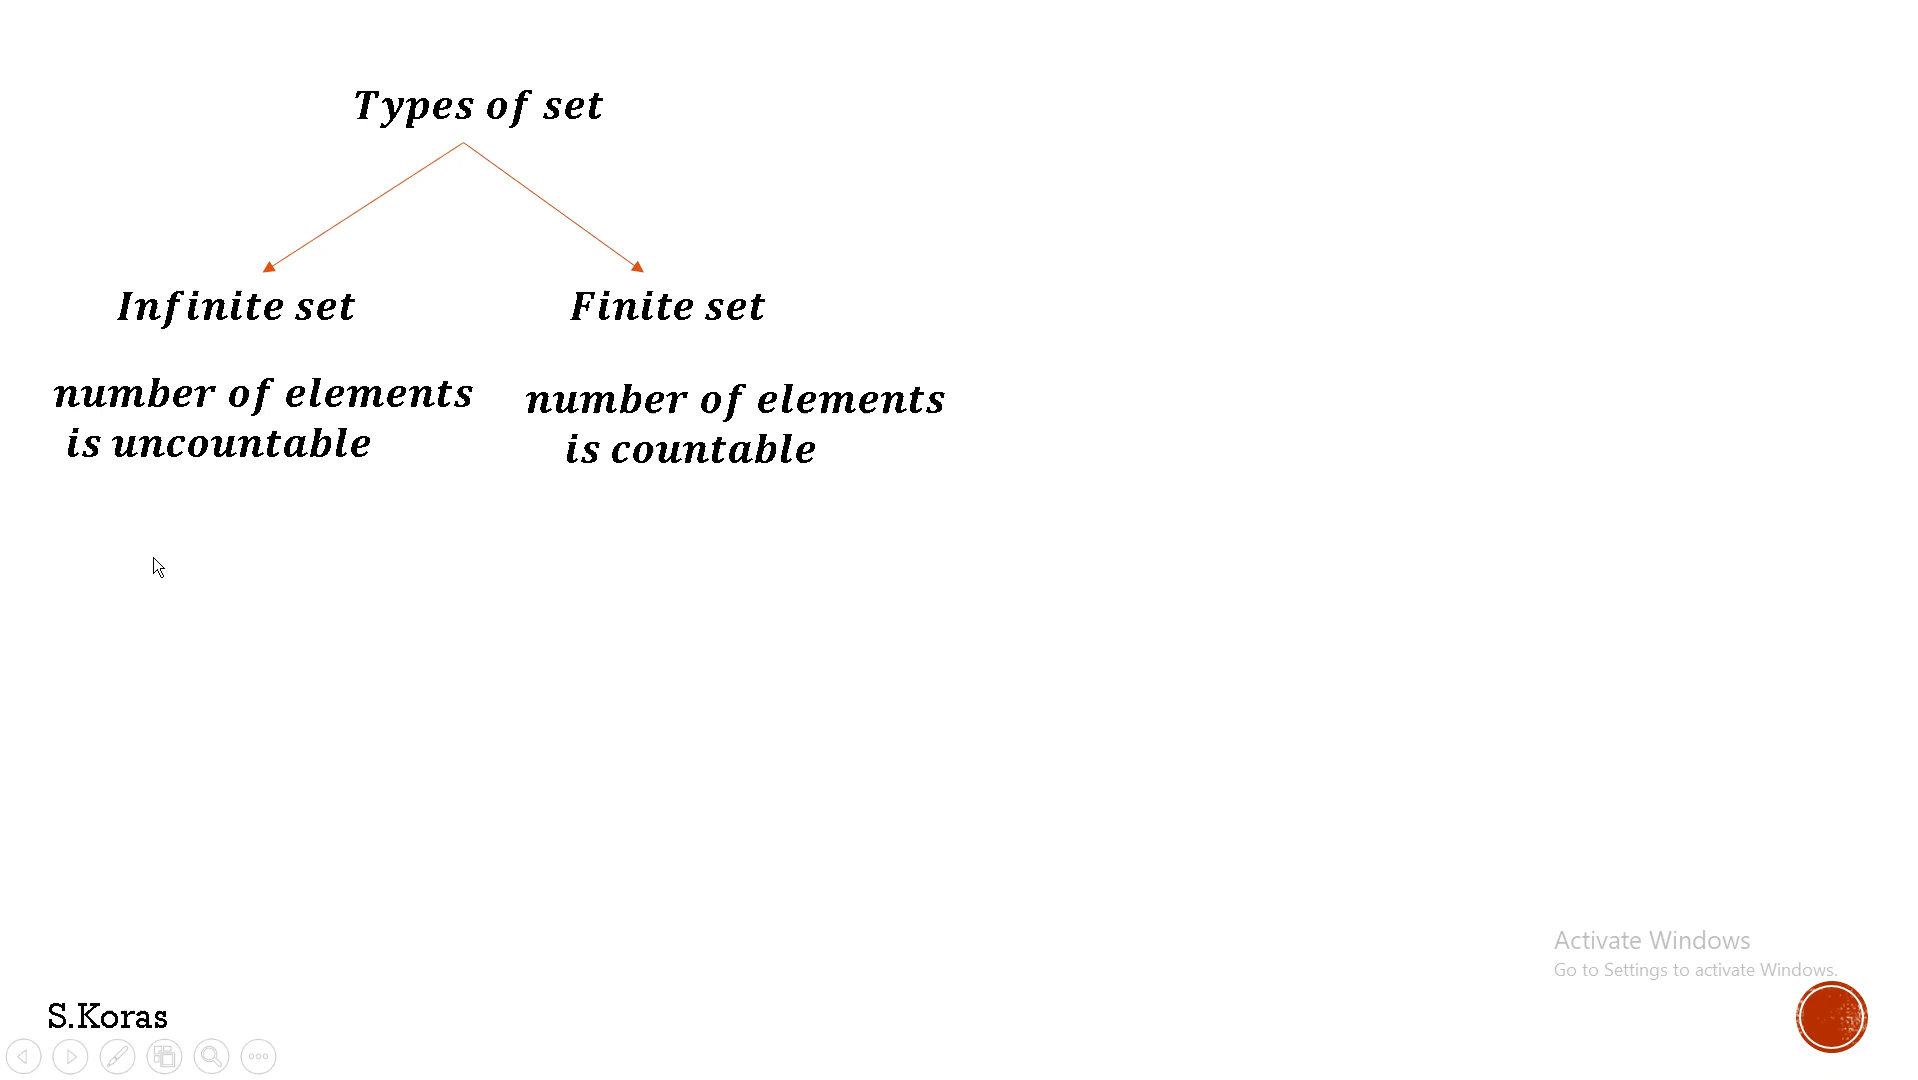 Types of set
Infinite set
Finite set
number of elements
is uncountable
number of elements
is countable
Activate Windows
Go to Settings to activate Windows.
S.Koras